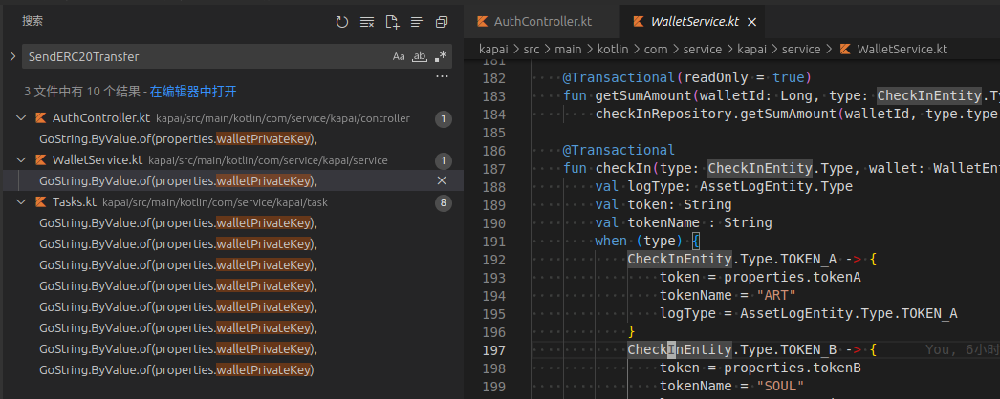 搜索
SendERC20Transfer
Aa ab .*
3 文件中有 10 个结果 - 在编辑器中打开
AuthController.kt kapai/src/main/kotlin/com/service/kapai/controller 1
GoString.ByValue.of(properties.walletPrivateKey),
WalletService.kt kapai/src/main/kotlin/com/service/kapai/service 1
GoString.ByValue.of(properties.walletPrivateKey),
Tasks.kt kapai/src/main/kotlin/com/service/kapai/task 8
GoString.ByValue.of(properties.walletPrivateKey),
GoString.ByValue.of(properties.walletPrivateKey),
GoString.ByValue.of(properties.walletPrivateKey),
GoString.ByValue.of(properties.walletPrivateKey),
GoString.ByValue.of(properties.walletPrivateKey),
GoString.ByValue.of(properties.walletPrivateKey),
GoString.ByValue.of(properties.walletPrivateKey),
GoString.ByValue.of(properties.walletPrivateKey)
AuthController.kt WalletService.kt
kapai > src > main > kotlin > com > service > kapai > service > WalletService.kt
181
182 @Transactional(readOnly = true)
183 fun getSumAmount(walletId: Long, type: CheckInEntity.Ty
184 checkInRepository.getSumAmount(walletId, type.type
185
186 @Transactional
187 fun checkIn(type: CheckInEntity.Type, wallet: WalletEnt
188 val logType: AssetLogEntity.Type
189 val token: String
190 val tokenName : String
191 when (type) {
192 CheckInEntity.Type.TOKEN_A -> {
193 token = properties.tokenA
194 tokenName = "ART"
195 logType = AssetLogEntity.Type.TOKEN_A
196 }
197 CheckInEntity.Type.TOKEN_B -> { You, 6小时
198 token = properties.tokenB
199 tokenName = "SOUL"